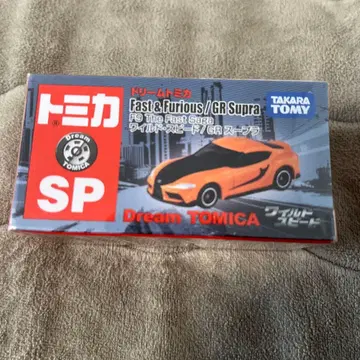 トミカ
Dream
TOMICA
SP
ドリームトミカ
Fast & Furious / GR Supra
F9 The Fast Saga
ワイルド・スピード/GR スープラ
TAKARA
TOMY
Dream TOMICA
ワイルド
スピード